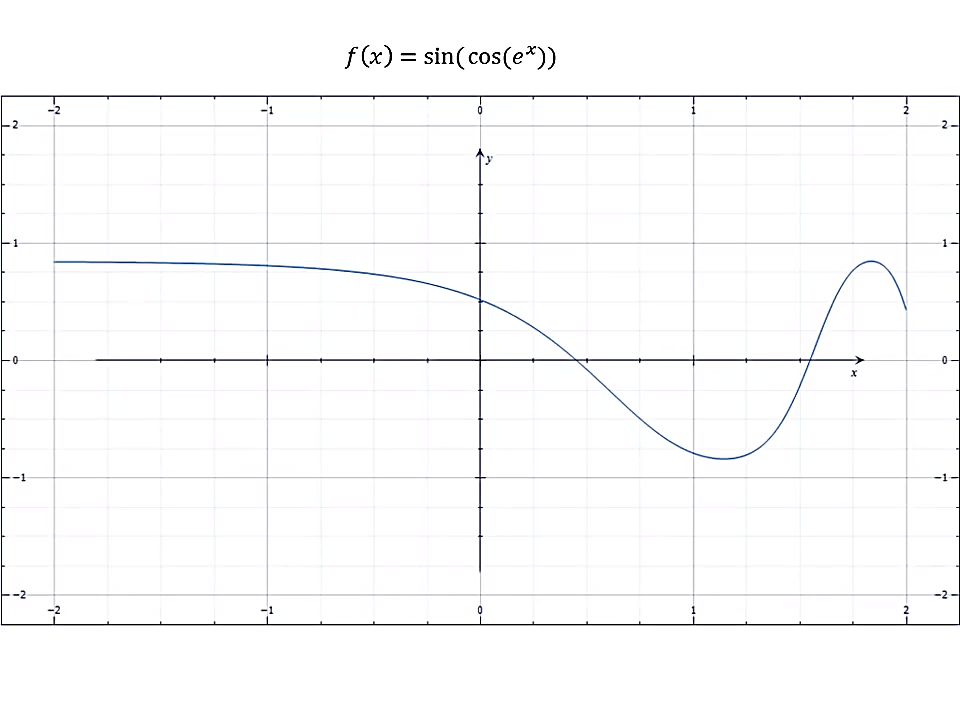 f(x) = sin(cos(e^x))
-2 -1 0 1 2
2 2
y
1 1
0 0
x
-1 -1
-2 -2
-2 -1 0 1 2